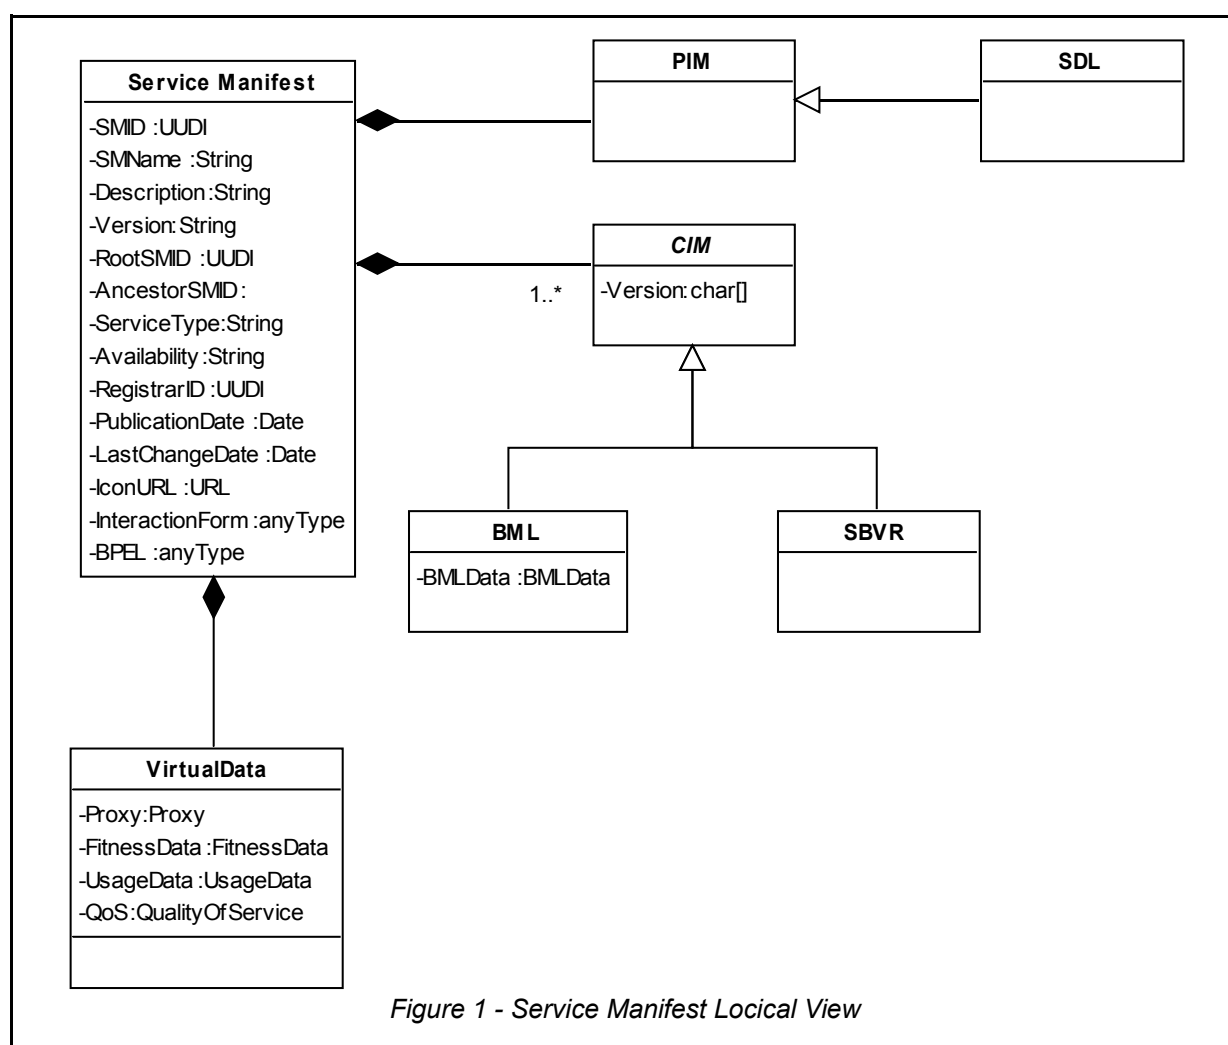 Service Manifest
-SMID :UUDI
-SMName :String
-Description:String
-Version:String
-RootSMID :UUDI
-AncestorSMID:
-ServiceType:String
-Availability:String
-RegistrarID :UUDI
-PublicationDate :Date
-LastChangeDate :Date
-IconURL :URL
-InteractionForm:anyType
-BPEL :anyType
PIM
SDL
CIM
-Version:char[]
1..*
BML
-BMLData :BMLData
SBVR
VirtualData
-Proxy:Proxy
-FitnessData:FitnessData
-UsageData:UsageData
-QoS:QualityOfService
Figure 1 - Service Manifest Locical View